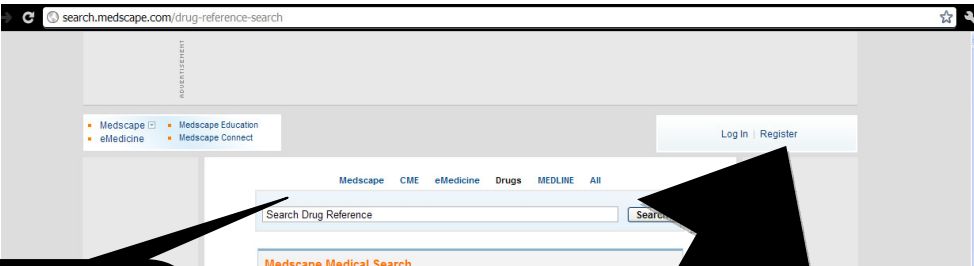 search.medscape.com/drug-reference-search
ADVERTISEMENT
Medscape Medscape Education
eMedicine Medscape Connect
Log In | Register
Medscape CME eMedicine Drugs MEDLINE All
Search Drug Reference
Search
Medscape Medical Search